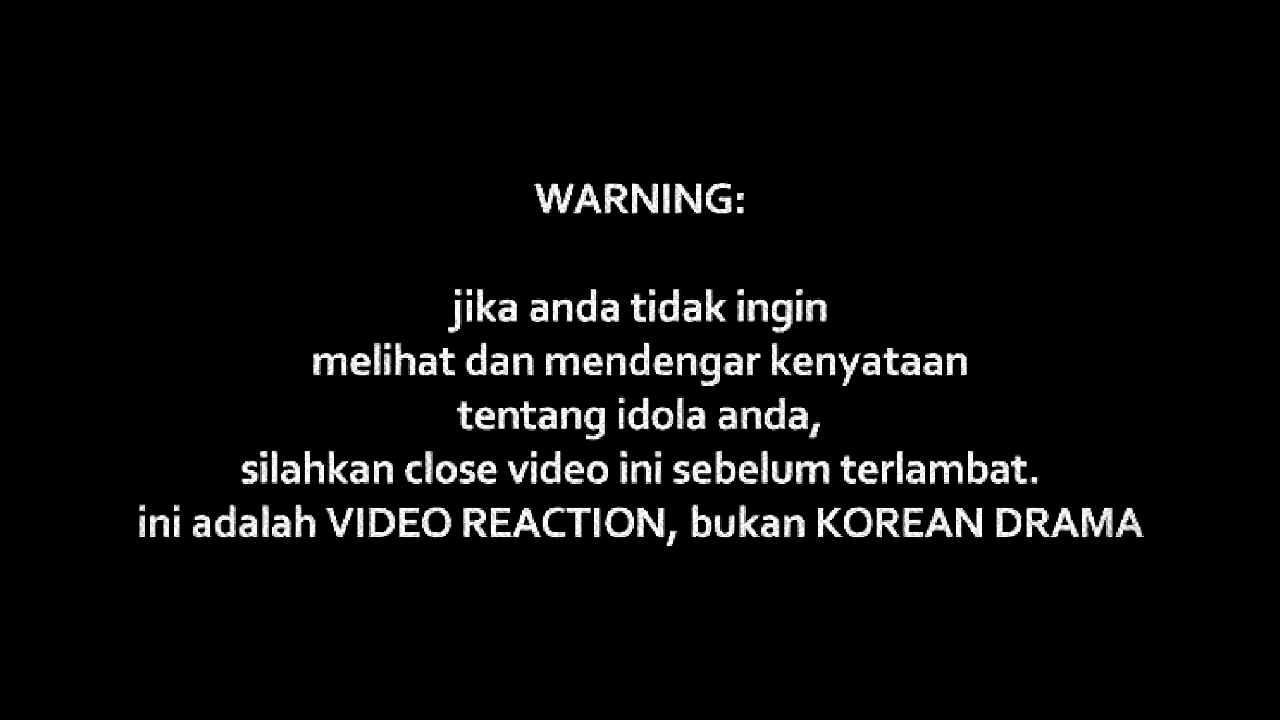 WARNING:
jika anda tidak ingin
melihat dan mendengar kenyataan
tentang idola anda,
silahkan close video ini sebelum terlambat.
ini adalah VIDEO REACTION, bukan KOREAN DRAMA